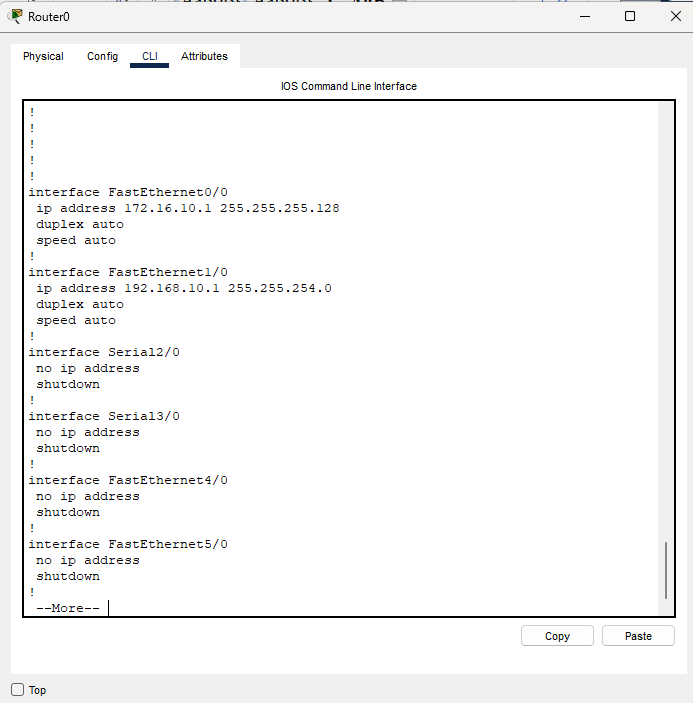 Router0
Physical Config CLI Attributes
IOS Command Line Interface
!
!
!
!
!
interface FastEthernet0/0
 ip address 172.16.10.1 255.255.255.128
 duplex auto
 speed auto
!
interface FastEthernet1/0
 ip address 192.168.10.1 255.255.254.0
 duplex auto
 speed auto
!
interface Serial2/0
 no ip address
 shutdown
!
interface Serial3/0
 no ip address
 shutdown
!
interface FastEthernet4/0
 no ip address
 shutdown
!
interface FastEthernet5/0
 no ip address
 shutdown
!
 --More--
Copy Paste
Top